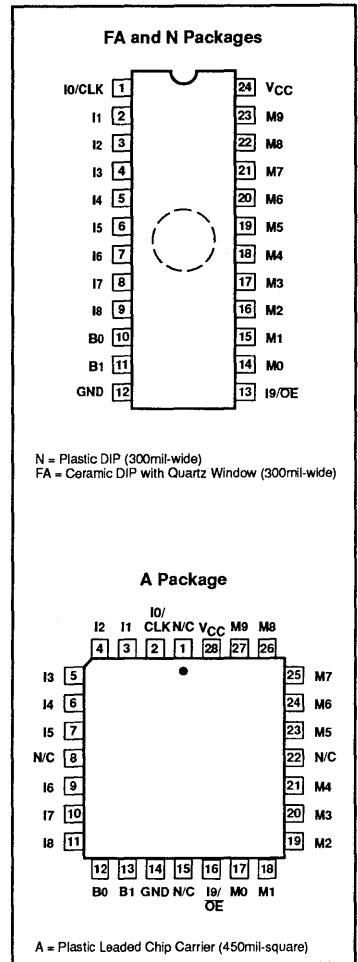 FA and N Packages
I0/CLK 1 24 VCC
I1 2 23 M9
I2 3 22 M8
I3 4 21 M7
I4 5 20 M6
I5 6 19 M5
I6 7 18 M4
I7 8 17 M3
I8 9 16 M2
B0 10 15 M1
B1 11 14 M0
GND 12 13 I9/OE
N = Plastic DIP (300mil-wide)
FA = Ceramic DIP with Quartz Window (300mil-wide)
A Package
I0/
I2 I1 CLK N/C VCC M9 M8
4 3 2 1 28 27 26
I3 5 25 M7
I4 6 24 M6
I5 7 23 M5
N/C 8 22 N/C
I6 9 21 M4
I7 10 20 M3
I8 11 19 M2
12 13 14 15 16 17 18
B0 B1 GND N/C I9/ M0 M1
OE
A = Plastic Leaded Chip Carrier (450mil-square)